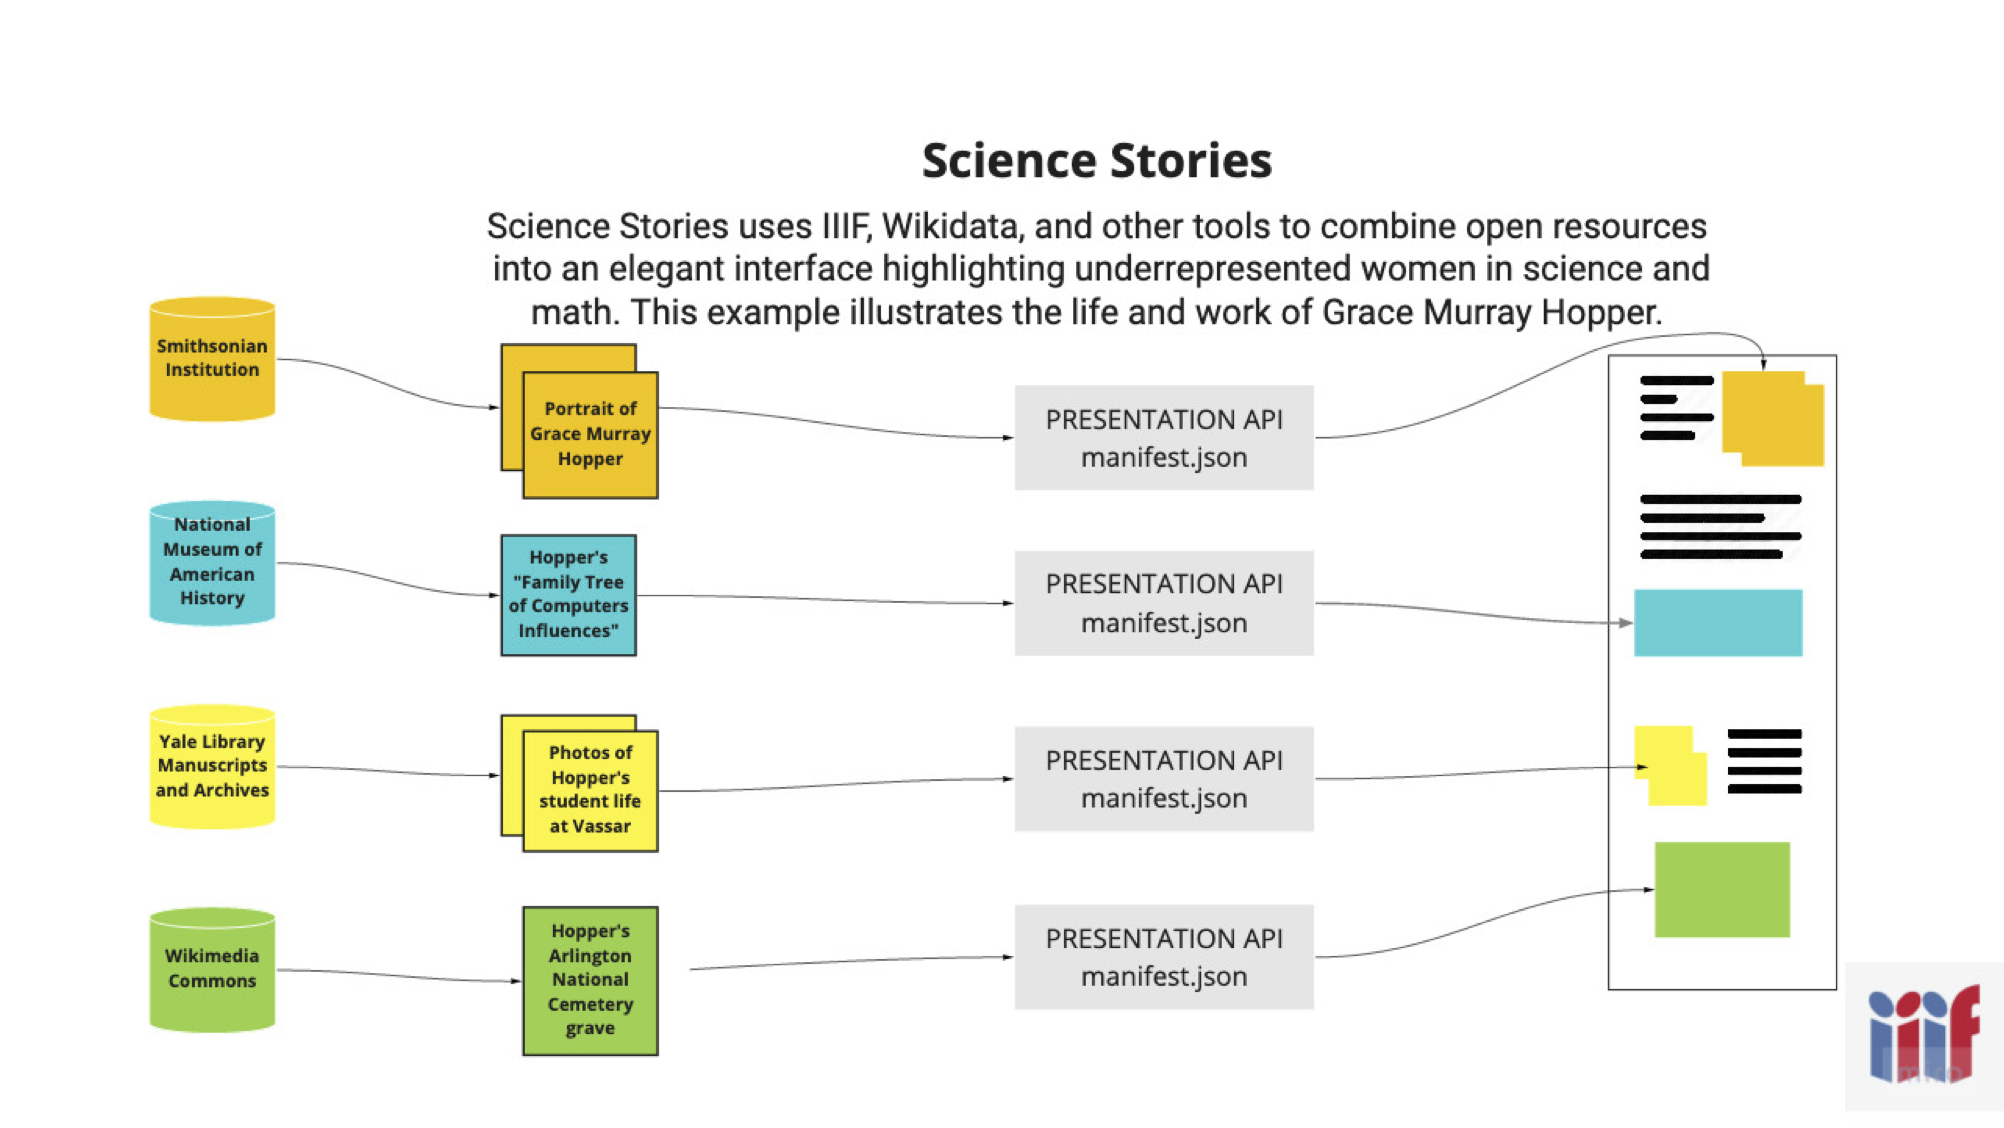 Science Stories
Science Stories uses IIIF, Wikidata, and other tools to combine open resources
into an elegant interface highlighting underrepresented women in science and
math. This example illustrates the life and work of Grace Murray Hopper.
Smithsonian
Institution
Portrait of
Grace Murray
Hopper
PRESENTATION API
manifest.json
National
Museum of
American
History
Hopper's
"Family Tree
of Computers
Influences"
PRESENTATION API
manifest.json
Yale Library
Manuscripts
and Archives
Photos of
Hopper's
student life
at Vassar
PRESENTATION API
manifest.json
Wikimedia
Commons
Hopper's
Arlington
National
Cemetery
grave
PRESENTATION API
manifest.json
iiif
miro